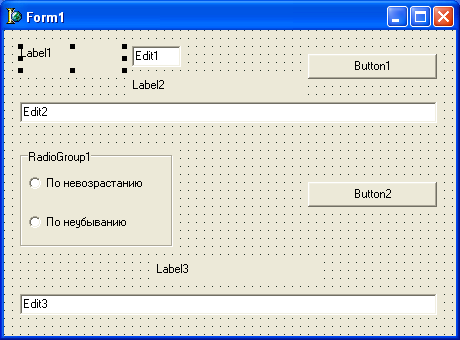 Form1
Label1
Edit1
Button1
Label2
Edit2
RadioGroup1
По невозрастанию
Button2
По неубыванию
Label3
Edit3